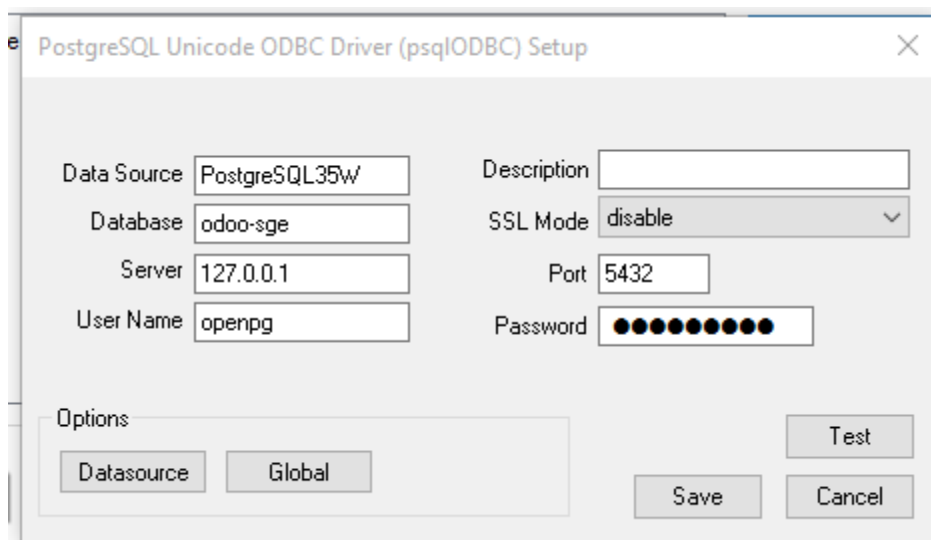 e
PostgreSQL Unicode ODBC Driver (psqlODBC) Setup
Data Source PostgreSQL35W
Description
Database odoo-sge
SSL Mode disable
Server 127.0.0.1
Port 5432
User Name openpg
Password ●●●●●●●●●
Options
Datasource Global
Test
Save Cancel